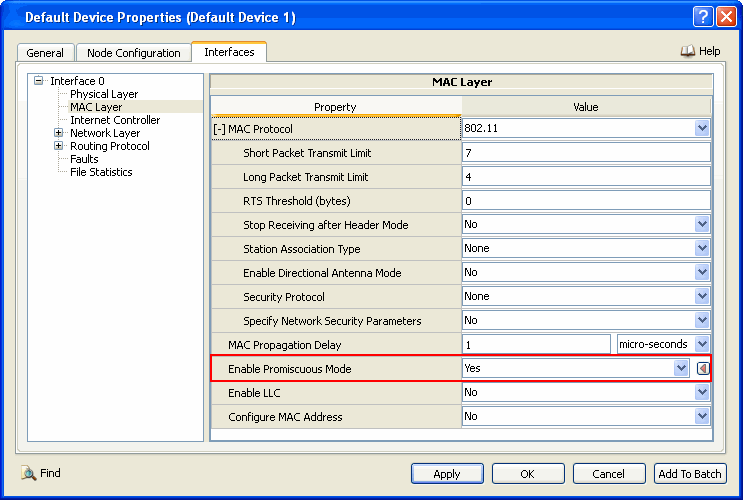 Default Device Properties (Default Device 1)
General Node Configuration Interfaces Help
Interface 0
Physical Layer
MAC Layer
Internet Controller
Network Layer
Routing Protocol
Faults
File Statistics
MAC Layer
Property Value
[-] MAC Protocol 802.11
Short Packet Transmit Limit 7
Long Packet Transmit Limit 4
RTS Threshold (bytes) 0
Stop Receiving after Header Mode No
Station Association Type None
Enable Directional Antenna Mode No
Security Protocol None
Specify Network Security Parameters No
MAC Propagation Delay 1 micro-seconds
Enable Promiscuous Mode Yes
Enable LLC No
Configure MAC Address No
Find Apply OK Cancel Add To Batch